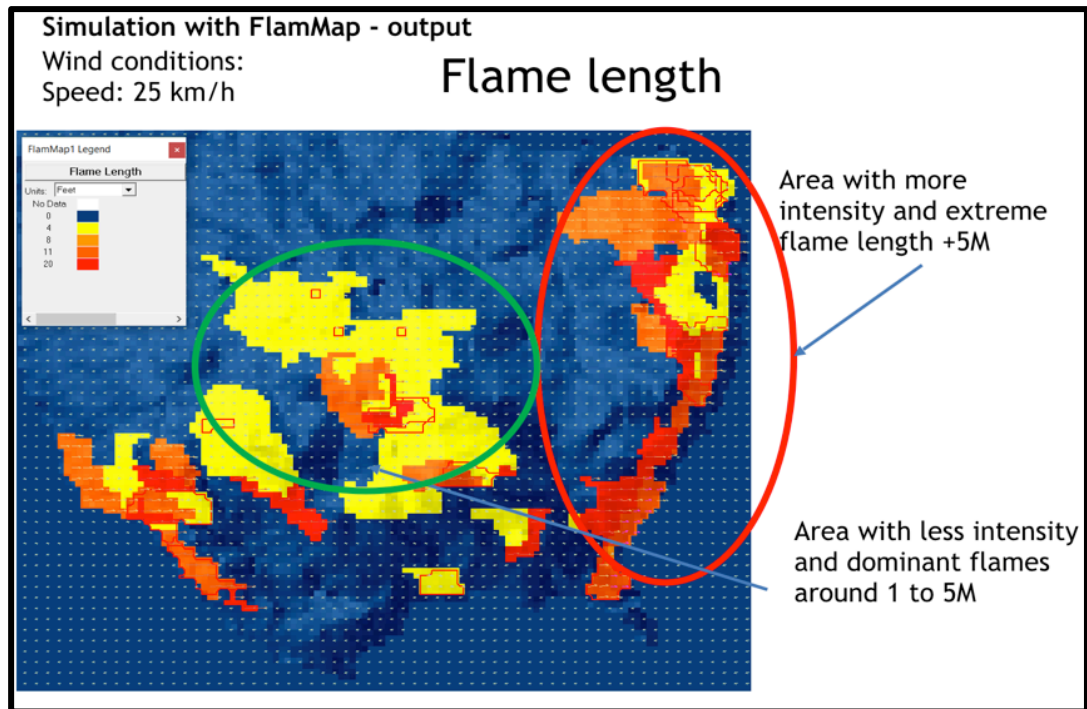 Simulation with FlamMap - output
Wind conditions:
Speed: 25 km/h
Flame length
FlamMap1 Legend
Flame Length
Units: Feet
No Data
0
4
8
11
20
Area with more
intensity and extreme
flame length +5M
Area with less intensity
and dominant flames
around 1 to 5M